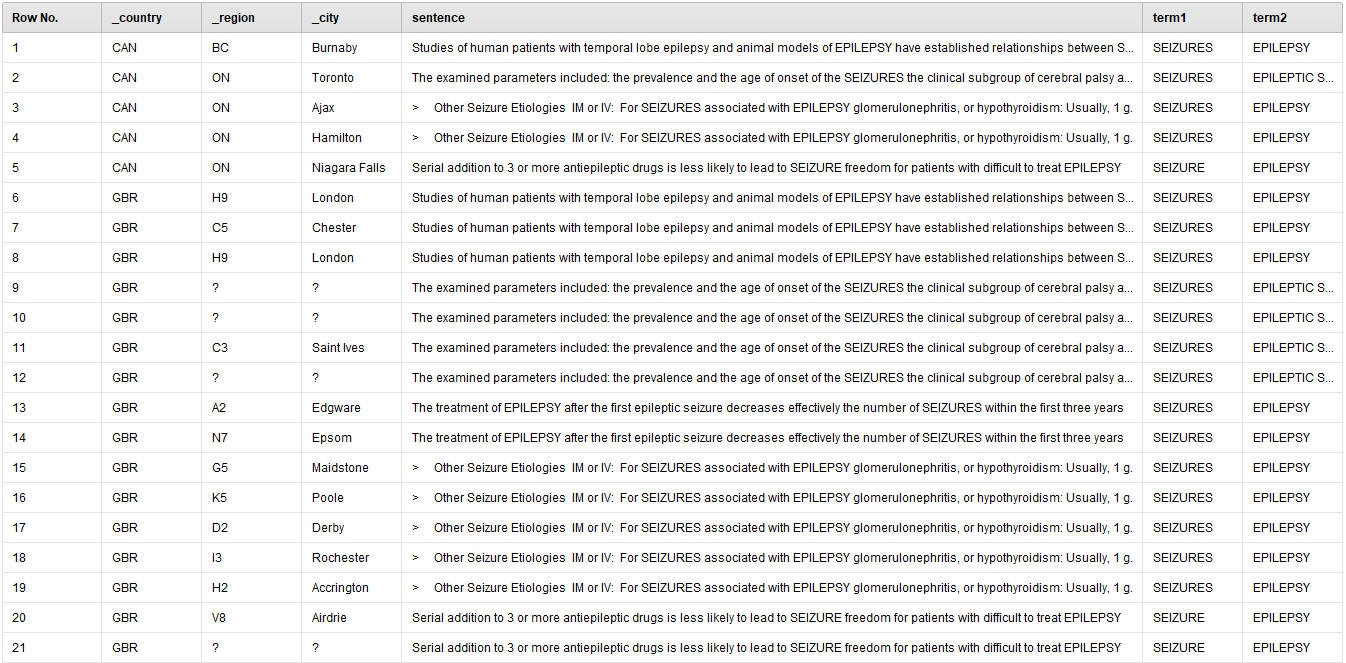 Row No. _country _region _city sentence term1 term2
1 CAN BC Burnaby Studies of human patients with temporal lobe epilepsy and animal models of EPILEPSY have established relationships between S... SEIZURES EPILEPSY
2 CAN ON Toronto The examined parameters included: the prevalence and the age of onset of the SEIZURES the clinical subgroup of cerebral palsy a... SEIZURES EPILEPTIC S...
3 CAN ON Ajax > Other Seizure Etiologies IM or IV: For SEIZURES associated with EPILEPSY glomerulonephritis, or hypothyroidism: Usually, 1 g. SEIZURES EPILEPSY
4 CAN ON Hamilton > Other Seizure Etiologies IM or IV: For SEIZURES associated with EPILEPSY glomerulonephritis, or hypothyroidism: Usually, 1 g. SEIZURES EPILEPSY
5 CAN ON Niagara Falls Serial addition to 3 or more antiepileptic drugs is less likely to lead to SEIZURE freedom for patients with difficult to treat EPILEPSY SEIZURE EPILEPSY
6 GBR H9 London Studies of human patients with temporal lobe epilepsy and animal models of EPILEPSY have established relationships between S... SEIZURES EPILEPSY
7 GBR C5 Chester Studies of human patients with temporal lobe epilepsy and animal models of EPILEPSY have established relationships between S... SEIZURES EPILEPSY
8 GBR H9 London Studies of human patients with temporal lobe epilepsy and animal models of EPILEPSY have established relationships between S... SEIZURES EPILEPSY
9 GBR ? ? The examined parameters included: the prevalence and the age of onset of the SEIZURES the clinical subgroup of cerebral palsy a... SEIZURES EPILEPTIC S...
10 GBR ? ? The examined parameters included: the prevalence and the age of onset of the SEIZURES the clinical subgroup of cerebral palsy a... SEIZURES EPILEPTIC S...
11 GBR C3 Saint Ives The examined parameters included: the prevalence and the age of onset of the SEIZURES the clinical subgroup of cerebral palsy a... SEIZURES EPILEPTIC S...
12 GBR ? ? The examined parameters included: the prevalence and the age of onset of the SEIZURES the clinical subgroup of cerebral palsy a... SEIZURES EPILEPTIC S...
13 GBR A2 Edgware The treatment of EPILEPSY after the first epileptic seizure decreases effectively the number of SEIZURES within the first three years SEIZURES EPILEPSY
14 GBR N7 Epsom The treatment of EPILEPSY after the first epileptic seizure decreases effectively the number of SEIZURES within the first three years SEIZURES EPILEPSY
15 GBR G5 Maidstone > Other Seizure Etiologies IM or IV: For SEIZURES associated with EPILEPSY glomerulonephritis, or hypothyroidism: Usually, 1 g. SEIZURES EPILEPSY
16 GBR K5 Poole > Other Seizure Etiologies IM or IV: For SEIZURES associated with EPILEPSY glomerulonephritis, or hypothyroidism: Usually, 1 g. SEIZURES EPILEPSY
17 GBR D2 Derby > Other Seizure Etiologies IM or IV: For SEIZURES associated with EPILEPSY glomerulonephritis, or hypothyroidism: Usually, 1 g. SEIZURES EPILEPSY
18 GBR I3 Rochester > Other Seizure Etiologies IM or IV: For SEIZURES associated with EPILEPSY glomerulonephritis, or hypothyroidism: Usually, 1 g. SEIZURES EPILEPSY
19 GBR H2 Accrington > Other Seizure Etiologies IM or IV: For SEIZURES associated with EPILEPSY glomerulonephritis, or hypothyroidism: Usually, 1 g. SEIZURES EPILEPSY
20 GBR V8 Airdrie Serial addition to 3 or more antiepileptic drugs is less likely to lead to SEIZURE freedom for patients with difficult to treat EPILEPSY SEIZURE EPILEPSY
21 GBR ? ? Serial addition to 3 or more antiepileptic drugs is less likely to lead to SEIZURE freedom for patients with difficult to treat EPILEPSY SEIZURE EPILEPSY